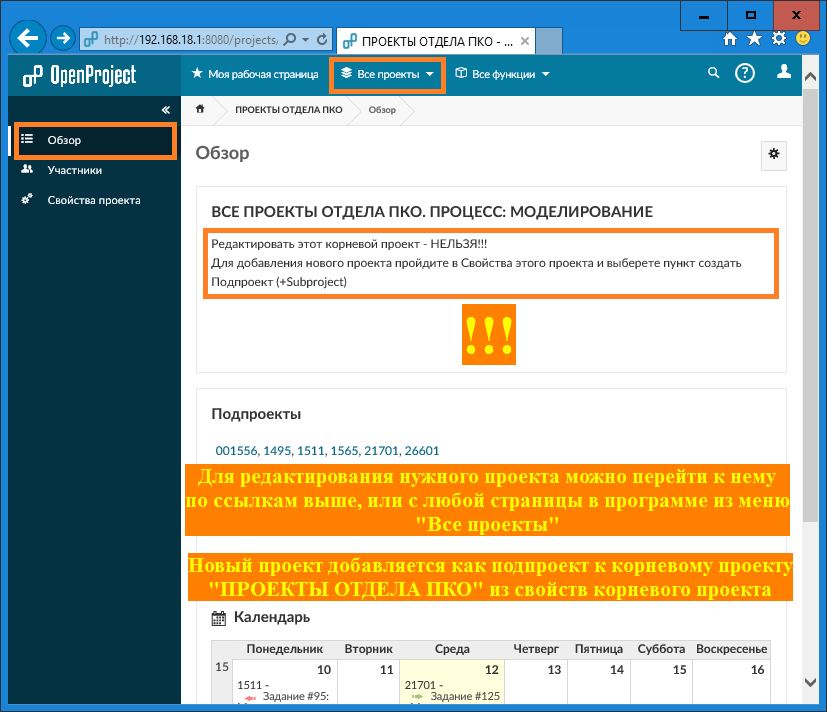 http://192.168.18.1:8080/projects/
ПРОЕКТЫ ОТДЕЛА ПКО - ...
OpenProject
Моя рабочая страница
Все проекты
Все функции
ПРОЕКТЫ ОТДЕЛА ПКО
Обзор
Обзор
Участники
Свойства проекта
Обзор
ВСЕ ПРОЕКТЫ ОТДЕЛА ПКО. ПРОЦЕСС: МОДЕЛИРОВАНИЕ
Редактировать этот корневой проект - НЕЛЬЗЯ!!!
Для добавления нового проекта пройдите в Свойства этого проекта и выберете пункт создать
Подпроект (+Subproject)
!!!
Подпроекты
001556, 1495, 1511, 1565, 21701, 26601
Для редактирования нужного проекта можно перейти к нему
по ссылкам выше, или с любой страницы в программе из меню
"Все проекты"
Новый проект добавляется как подпроект к корневому проекту
"ПРОЕКТЫ ОТДЕЛА ПКО" из свойств корневого проекта
Календарь
Понедельник Вторник Среда Четверг Пятница Суббота Воскресенье
15 10 11 12 13 14 15 16
1511 - 21701 -
Задание #95: Задание #125